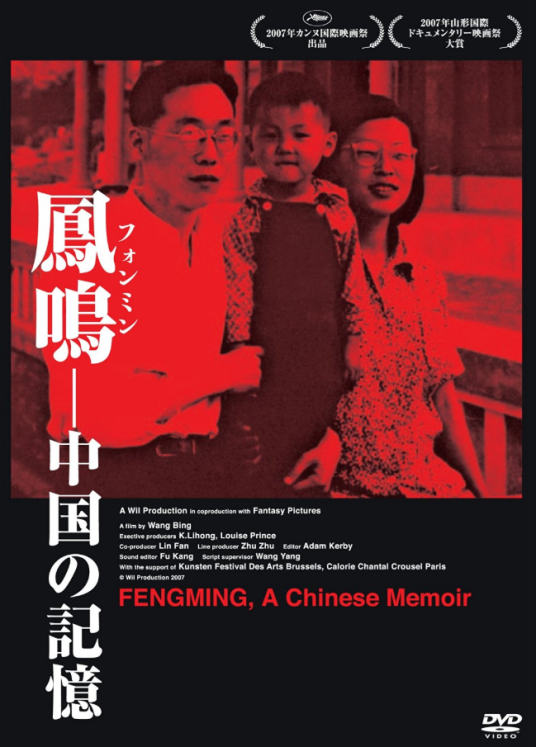 2007年カンヌ国際映画祭
出品
2007年山形国際
ドキュメンタリー映画祭
大賞
鳳鳴―中国の記憶
フォンミン
A Wil Production in coproduction with Fantasy Pictures
A film by Wang Bing
Exective producers K.Lihong, Louise Prince
Co-producer Lin Fan Line producer Zhu Zhu Editor Adam Kerby
Sound editor Fu Kang Script supervisor Wang Yang
With the support of Kunsten Festival Des Arts Brussels, Calorie Chantal Crousel Paris
© Wil Production 2007
FENGMING, A Chinese Memoir
DVD
VIDEO